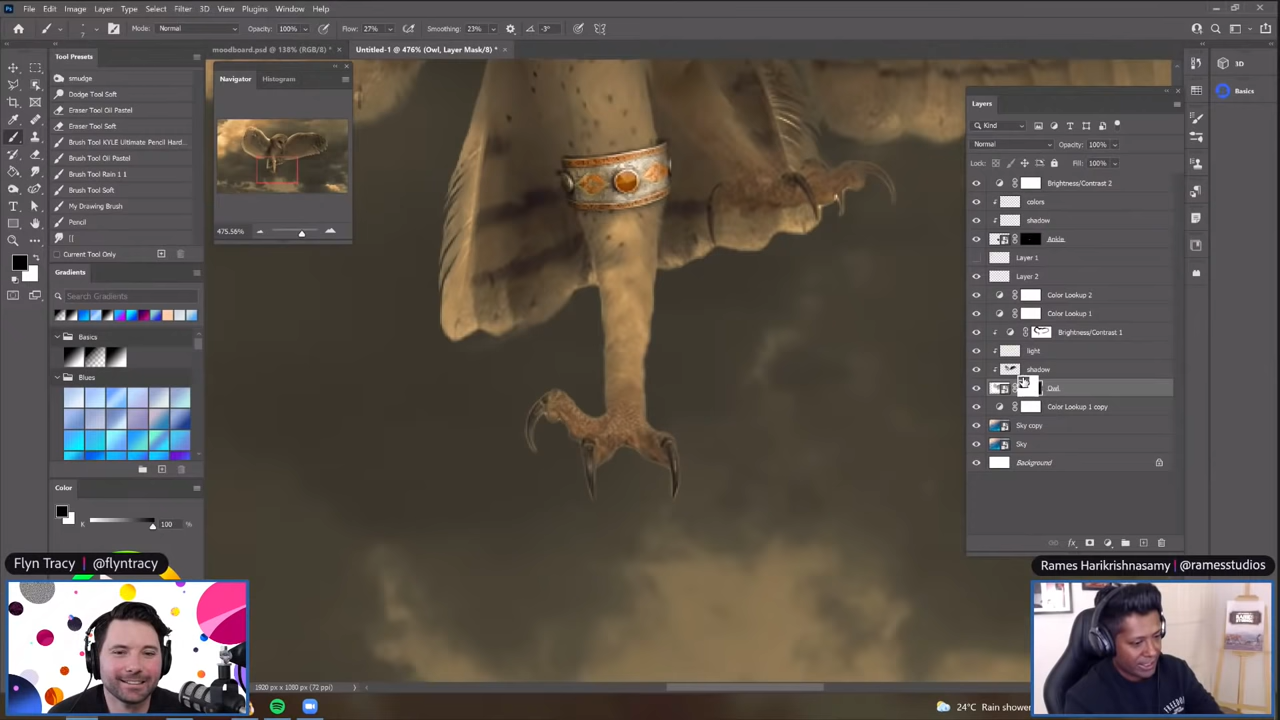 File Edit Image Layer Type Select Filter 3D View Plugins Window Help
Mode: Normal Opacity: 100% Flow: 27% Smoothing: 23% -3°
moodboard.psd @ 138% (RGB/8) * × Untitled-1 @ 476% (Owl, Layer Mask/8) * ×
Tool Presets
smudge
Dodge Tool Soft
Eraser Tool Oil Pastel
Eraser Tool Soft
Brush Tool KYLE Ultimate Pencil Hard...
Brush Tool Oil Pastel
Brush Tool Rain 1 1
Brush Tool Soft
My Drawing Brush
Pencil
Current Tool Only
Gradients
Search Gradients
Basics
Blues
Color
K 100 %
Navigator Histogram
475.56%
3D
Basics
Layers
Kind
Normal Opacity: 100%
Lock: Fill: 100%
Brightness/Contrast 2
colors
shadow
Ankle
Layer 1
Layer 2
Color Lookup 2
Color Lookup 1
Brightness/Contrast 1
light
shadow
Owl
Color Lookup 1 copy
Sky copy
Sky
Background
fx
Flyn Tracy | @flyntracy
Rames Harikrishnasamy | @ramesstudios
1920 px x 1080 px (72 ppi)
24°C Rain showe
FREEDOM